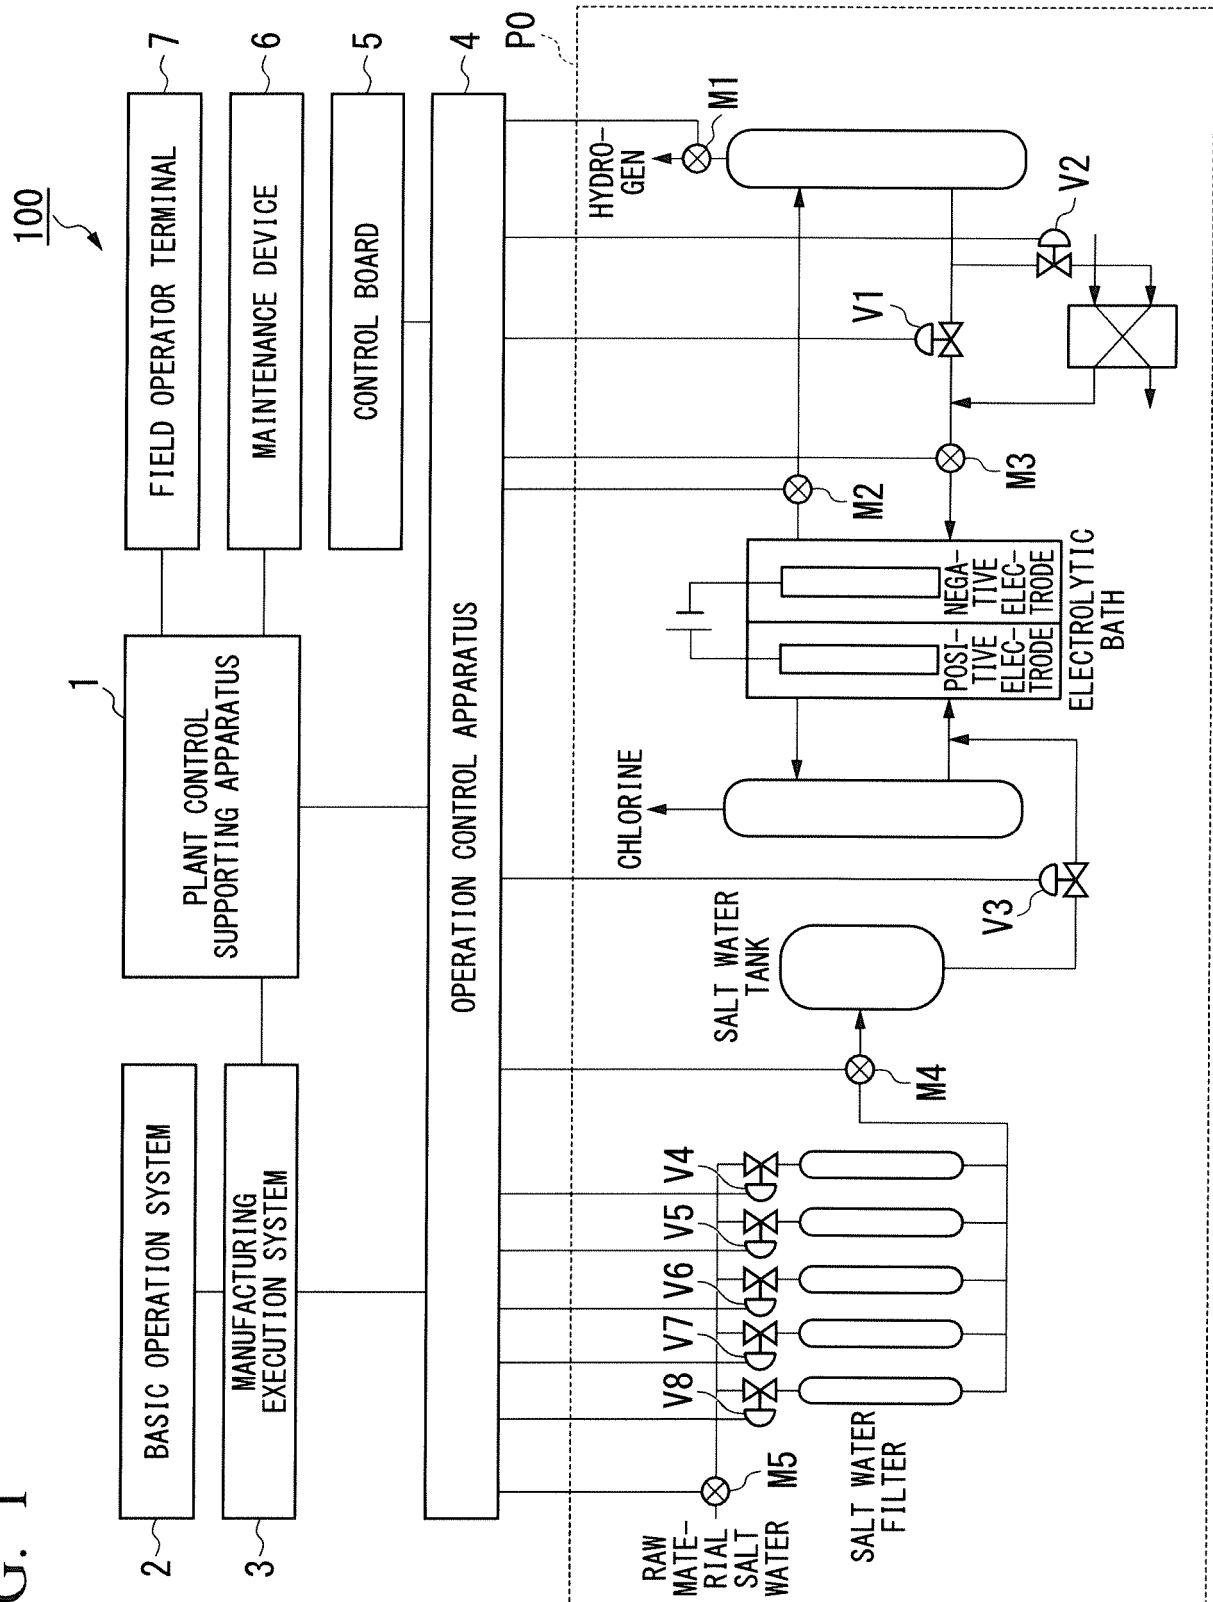 G. 1
100
BASIC OPERATION SYSTEM
2
MANUFACTURING
EXECUTION SYSTEM
3
1
PLANT CONTROL
SUPPORTING APPARATUS
FIELD OPERATOR TERMINAL
7
MAINTENANCE DEVICE
6
CONTROL BOARD
5
OPERATION CONTROL APPARATUS
4
P0
RAW
MATE-
RIAL
SALT
WATER
M5
V8
V7
V6
V5
V4
SALT WATER
FILTER
M4
SALT WATER
TANK
V3
CHLORINE
POSI-
TIVE
ELEC-
TRODE
NEGA-
TIVE
ELEC-
TRODE
ELECTROLYTIC
BATH
M2
M3
V1
V2
HYDRO-
GEN
M1